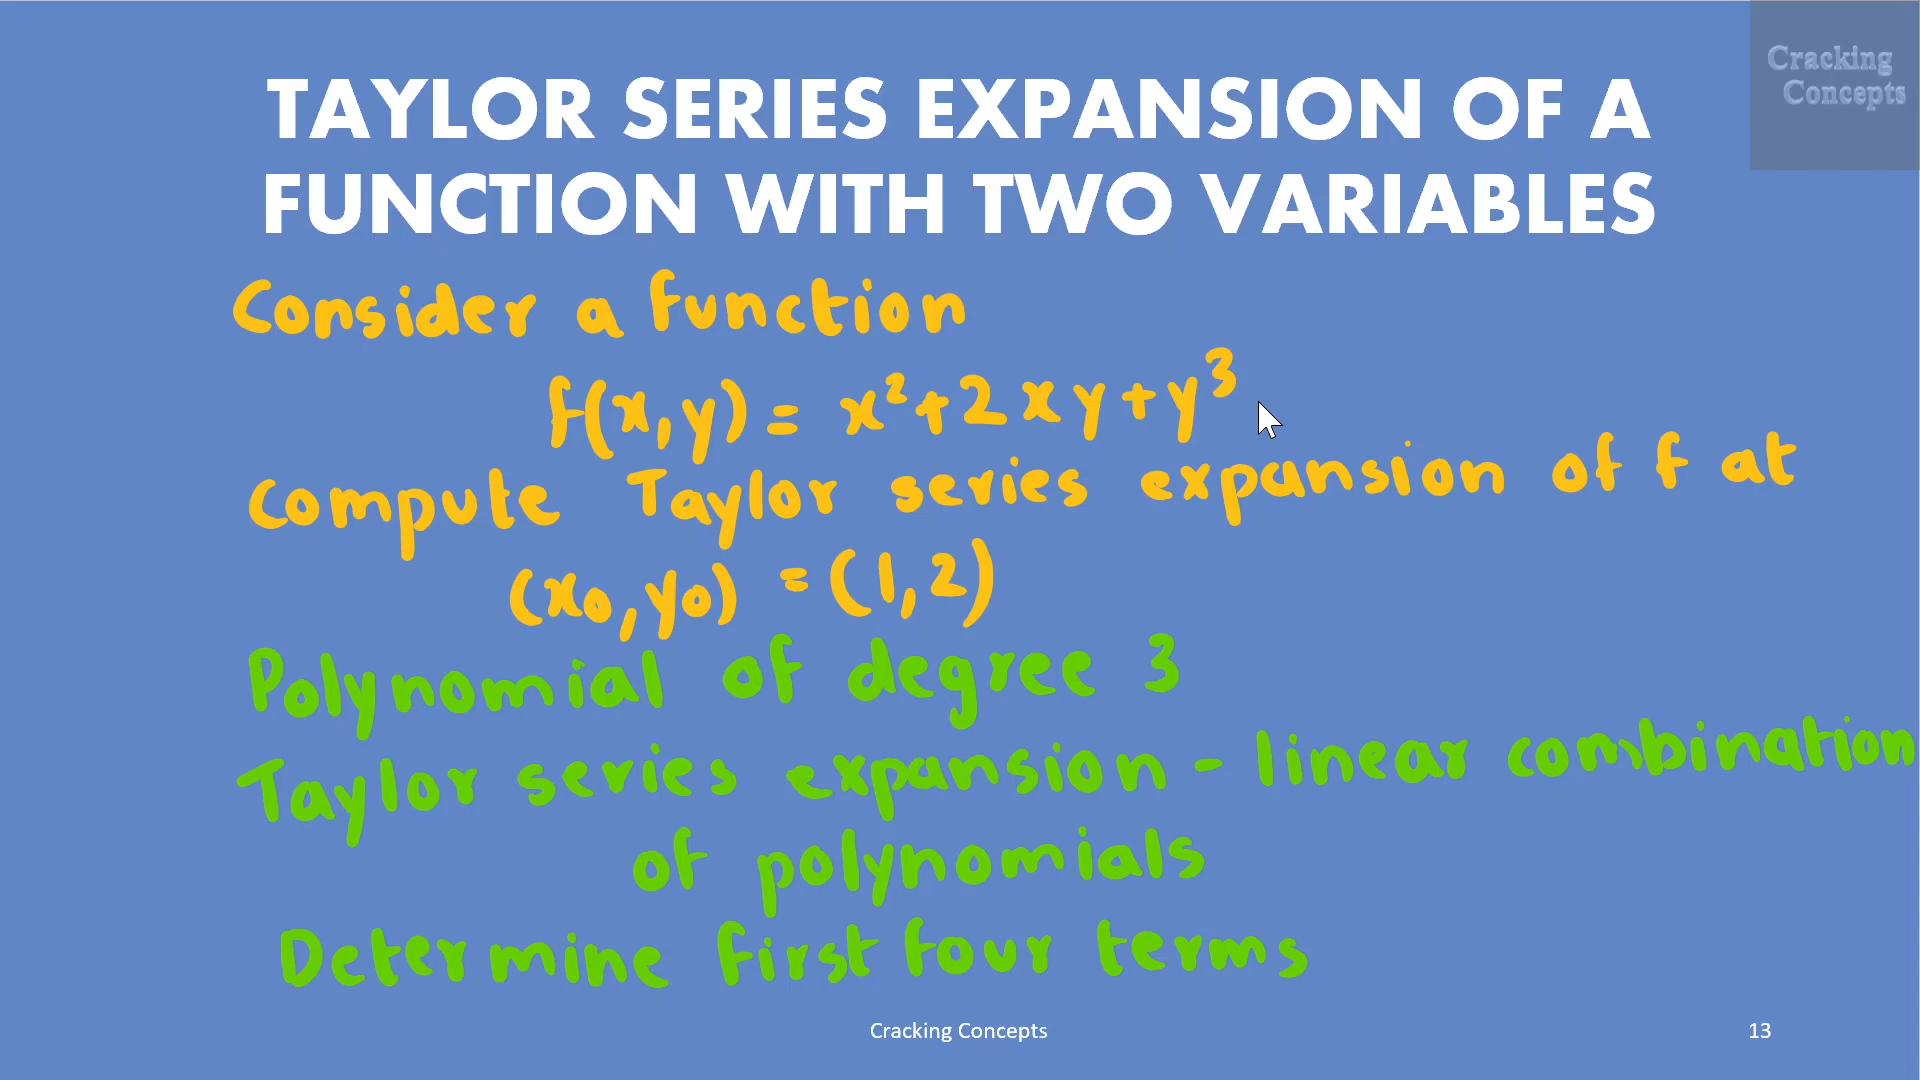 Cracking
Concepts
TAYLOR SERIES EXPANSION OF A
FUNCTION WITH TWO VARIABLES
Consider a function
f(x,y) = x²+2xy+y³
Compute Taylor series expansion of f at
(x₀,y₀) = (1,2)
Polynomial of degree 3
Taylor series expansion - linear combination
of polynomials
Determine first four terms
Cracking Concepts
13